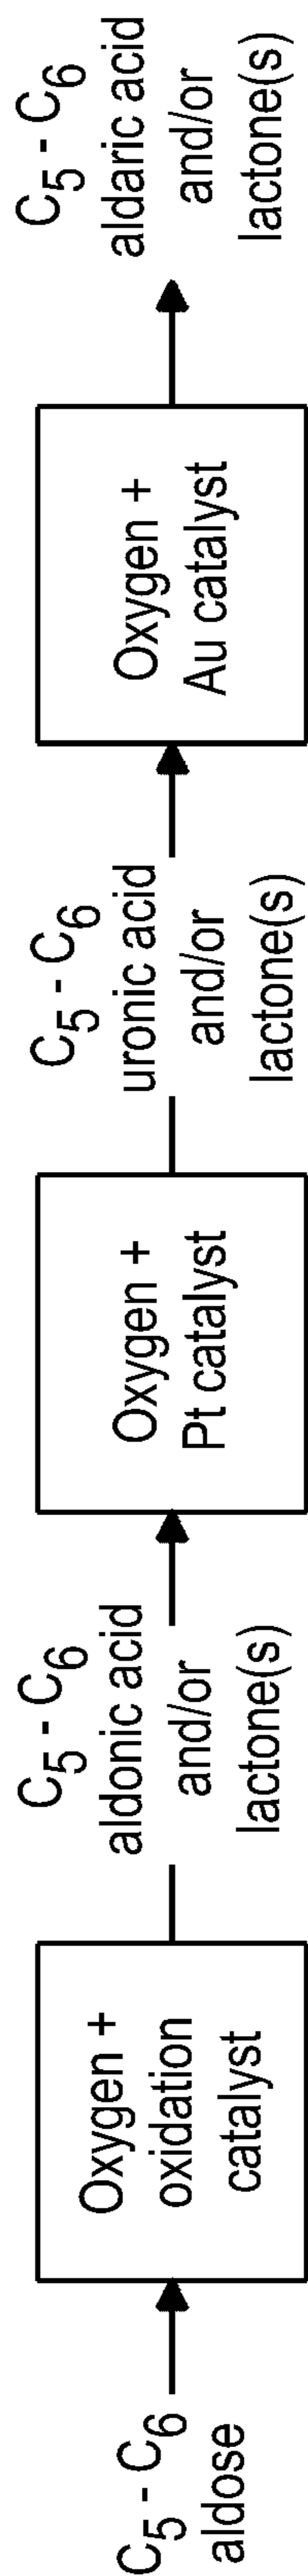 C5 - C6
aldose
Oxygen +
oxidation
catalyst
C5 - C6
aldonic acid
and/or
lactone(s)
Oxygen +
Pt catalyst
C5 - C6
uronic acid
and/or
lactone(s)
Oxygen +
Au catalyst
C5 - C6
aldaric acid
and/or
lactone(s)